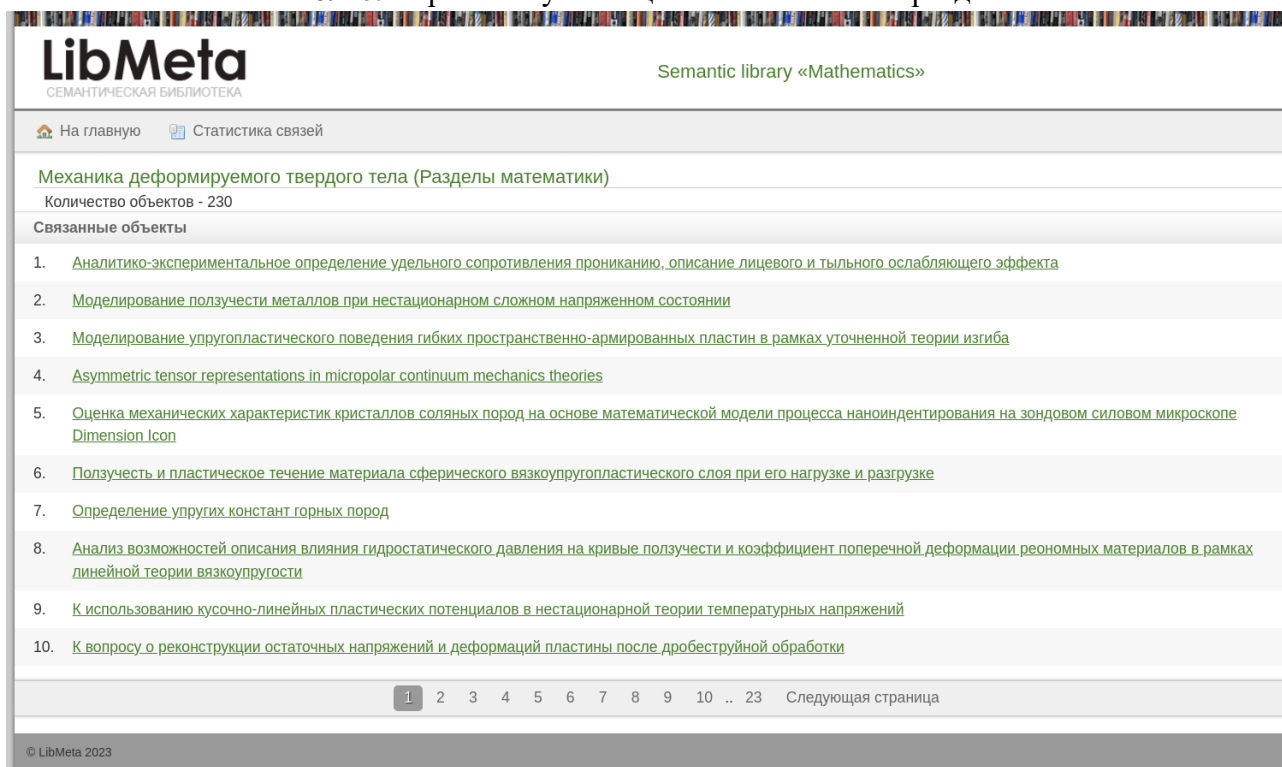 LibMeta
СЕМАНТИЧЕСКАЯ БИБЛИОТЕКА
Semantic library «Mathematics»
На главную Статистика связей
Механика деформируемого твердого тела (Разделы математики)
Количество объектов - 230
Связанные объекты
1. Аналитико-экспериментальное определение удельного сопротивления прониканию, описание лицевого и тыльного ослабляющего эффекта
2. Моделирование ползучести металлов при нестационарном сложном напряженном состоянии
3. Моделирование упругопластического поведения гибких пространственно-армированных пластин в рамках уточненной теории изгиба
4. Asymmetric tensor representations in micropolar continuum mechanics theories
5. Оценка механических характеристик кристаллов соляных пород на основе математической модели процесса наноиндентирования на зондовом силовом микроскопе
Dimension Icon
6. Ползучесть и пластическое течение материала сферического вязкоупругопластического слоя при его нагрузке и разгрузке
7. Определение упругих констант горных пород
8. Анализ возможностей описания влияния гидростатического давления на кривые ползучести и коэффициент поперечной деформации реономных материалов в рамках
линейной теории вязкоупругости
9. К использованию кусочно-линейных пластических потенциалов в нестационарной теории температурных напряжений
10. К вопросу о реконструкции остаточных напряжений и деформаций пластины после дробеструйной обработки
1 2 3 4 5 6 7 8 9 10 .. 23 Следующая страница
© LibMeta 2023